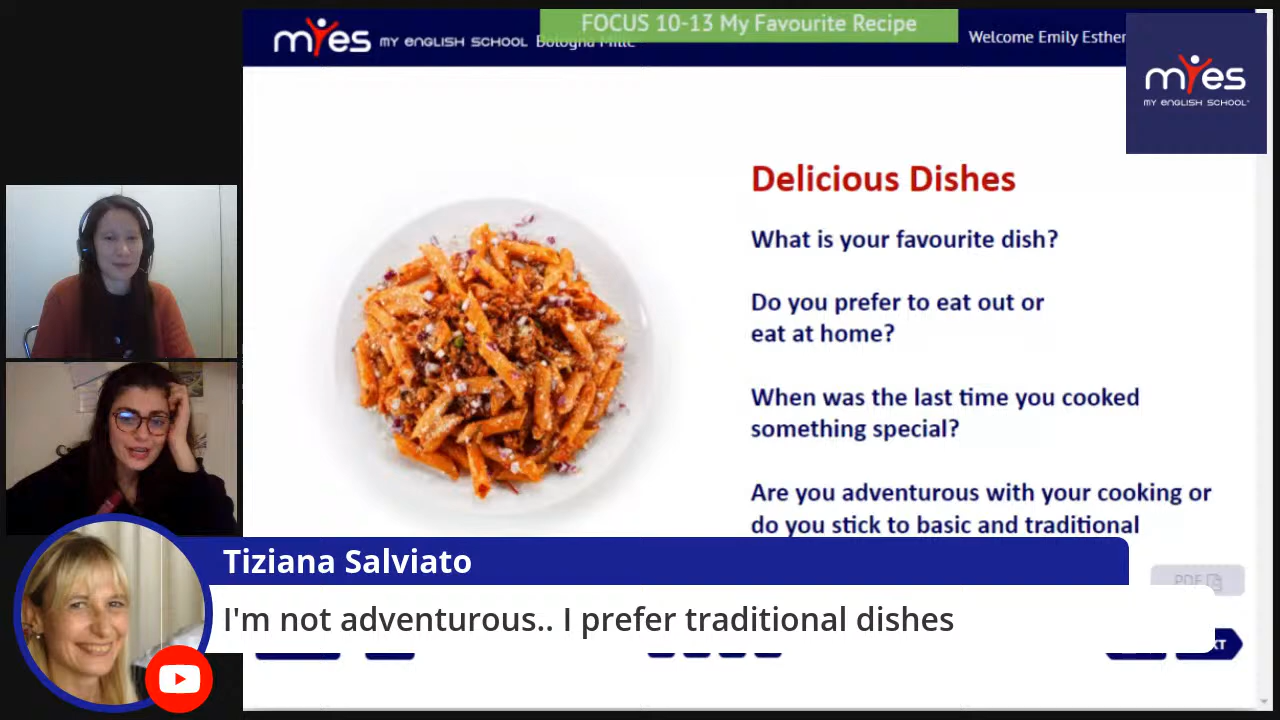 FOCUS 10-13 My Favourite Recipe
myes MY ENGLISH SCHOOL Bologna Mille
Welcome Emily Esther
myes
MY ENGLISH SCHOOL
Delicious Dishes
What is your favourite dish?
Do you prefer to eat out or
eat at home?
When was the last time you cooked
something special?
Are you adventurous with your cooking or
do you stick to basic and traditional
Tiziana Salviato
PDF
I'm not adventurous.. I prefer traditional dishes